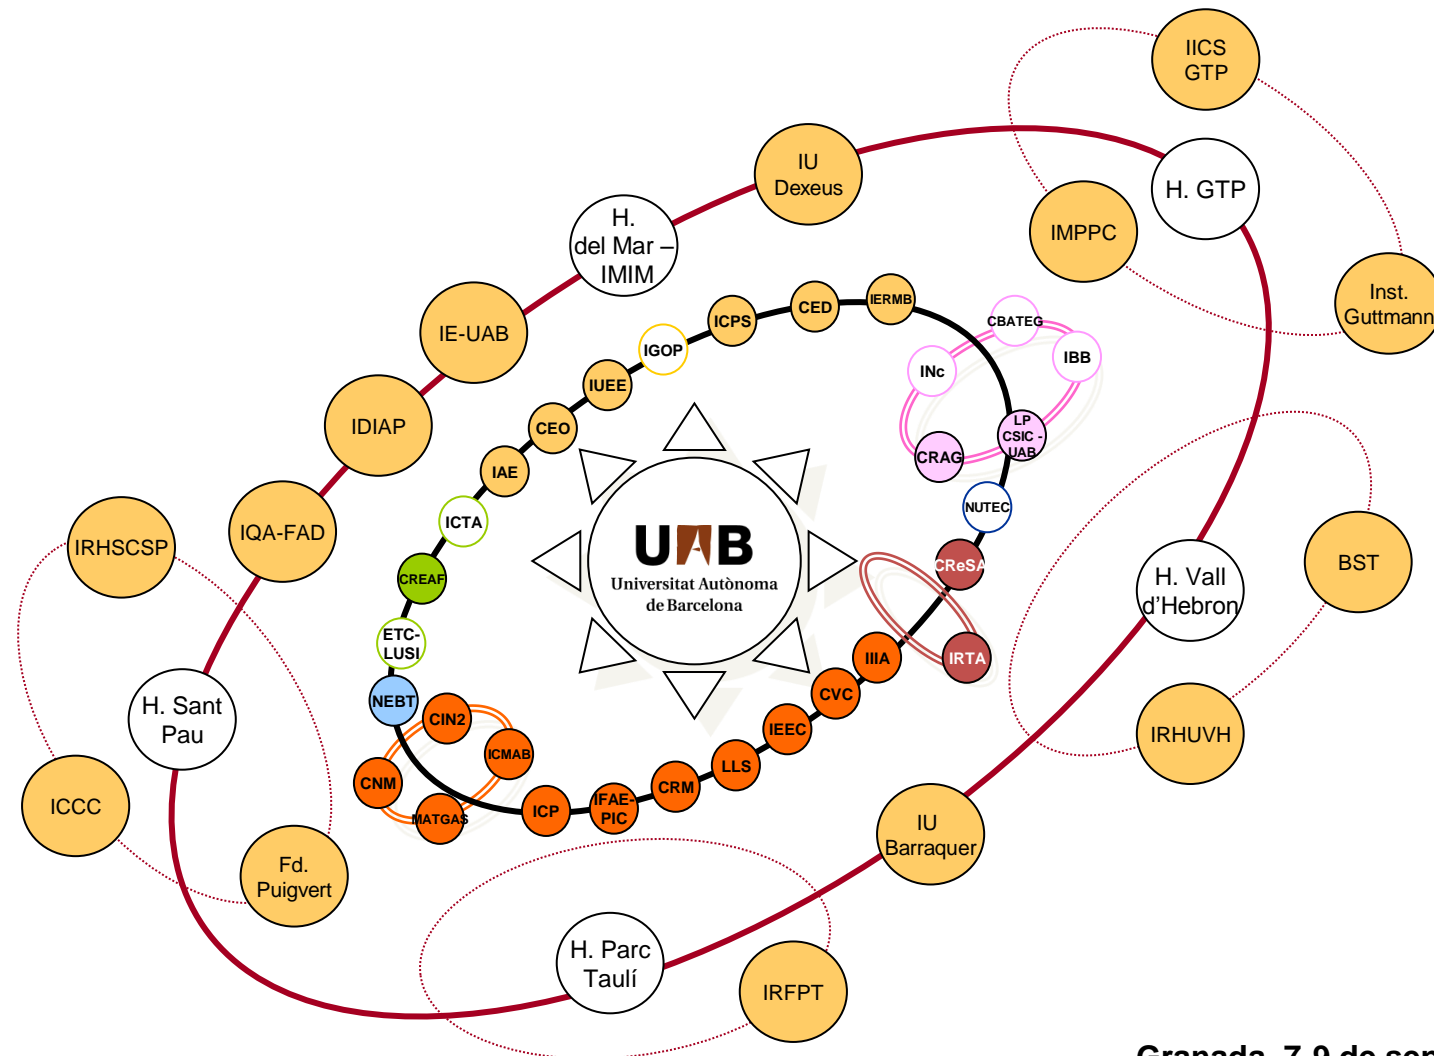 IICS
GTP
IU
Dexeus
H. GTP
H.
del Mar –
IMIM
IMPPC
Inst.
Guttmann
IE-UAB
IERMB
CED
ICPS
CBATEG
IGOP
IBB
INc
IUEE
IDIAP
CEO
LP
CSIC -
UAB
CRAG
IAE
NUTEC
ICTA
IQA-FAD
IRHSCSP
UAB
Universitat Autònoma
de Barcelona
CReSA
BST
CREAF
H. Vall
d’Hebron
ETC-
LUSI
IIIA
IRTA
NEBT
CVC
H. Sant
Pau
CIN2
IEEC
IRHUVH
ICMAB
LLS
CNM
CRM
ICCC
MATGAS
ICP
IFAE-
PIC
IU
Barraquer
Fd.
Puigvert
H. Parc
Taulí
IRFPT